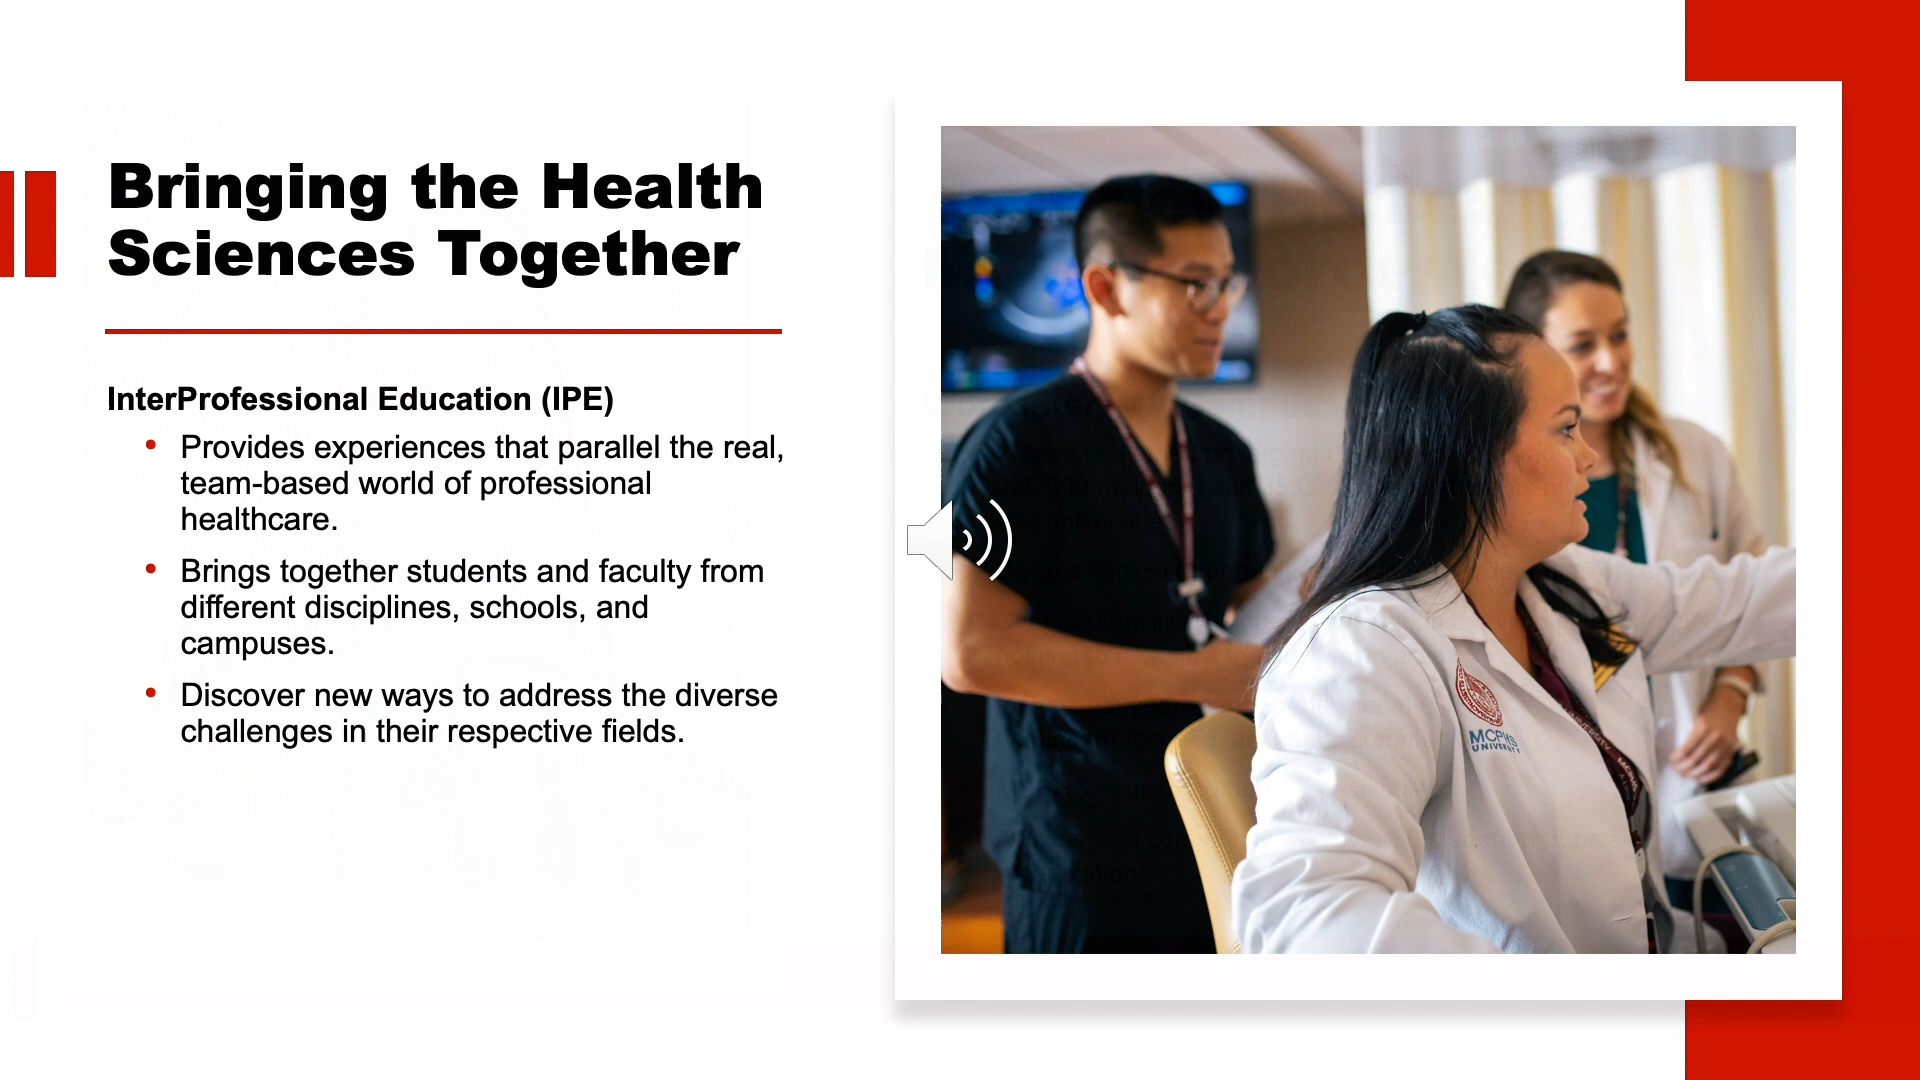 Bringing the Health
Sciences Together
InterProfessional Education (IPE)
• Provides experiences that parallel the real,
team-based world of professional
healthcare.
• Brings together students and faculty from
different disciplines, schools, and
campuses.
• Discover new ways to address the diverse
challenges in their respective fields.
MCPHS
UNIVERSITY